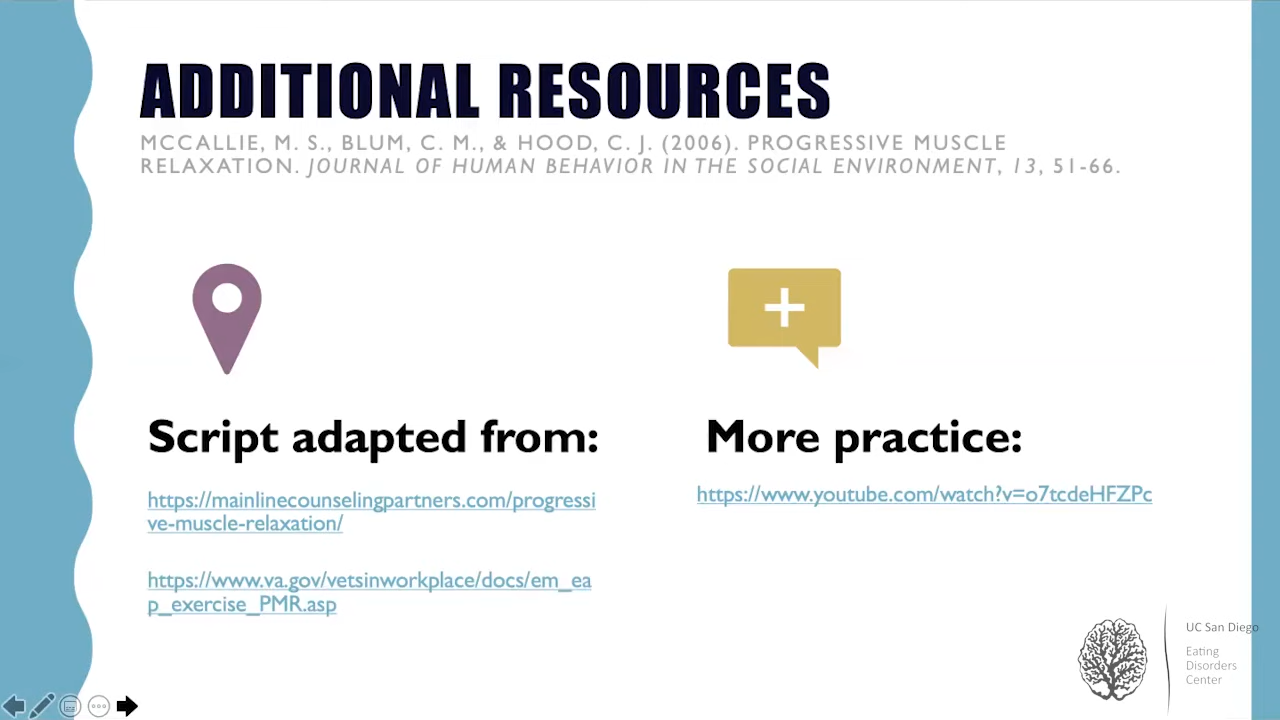 ADDITIONAL RESOURCES
MCCALLIE, M. S., BLUM, C. M., & HOOD, C. J. (2006). PROGRESSIVE MUSCLE
RELAXATION. JOURNAL OF HUMAN BEHAVIOR IN THE SOCIAL ENVIRONMENT, 13, 51-66.
Script adapted from:
https://mainlinecounselingpartners.com/progressi
ve-muscle-relaxation/
https://www.va.gov/vetsinworkplace/docs/em_ea
p_exercise_PMR.asp
More practice:
https://www.youtube.com/watch?v=o7tcdeHFZPc
UC San Diego
Eating
Disorders
Center